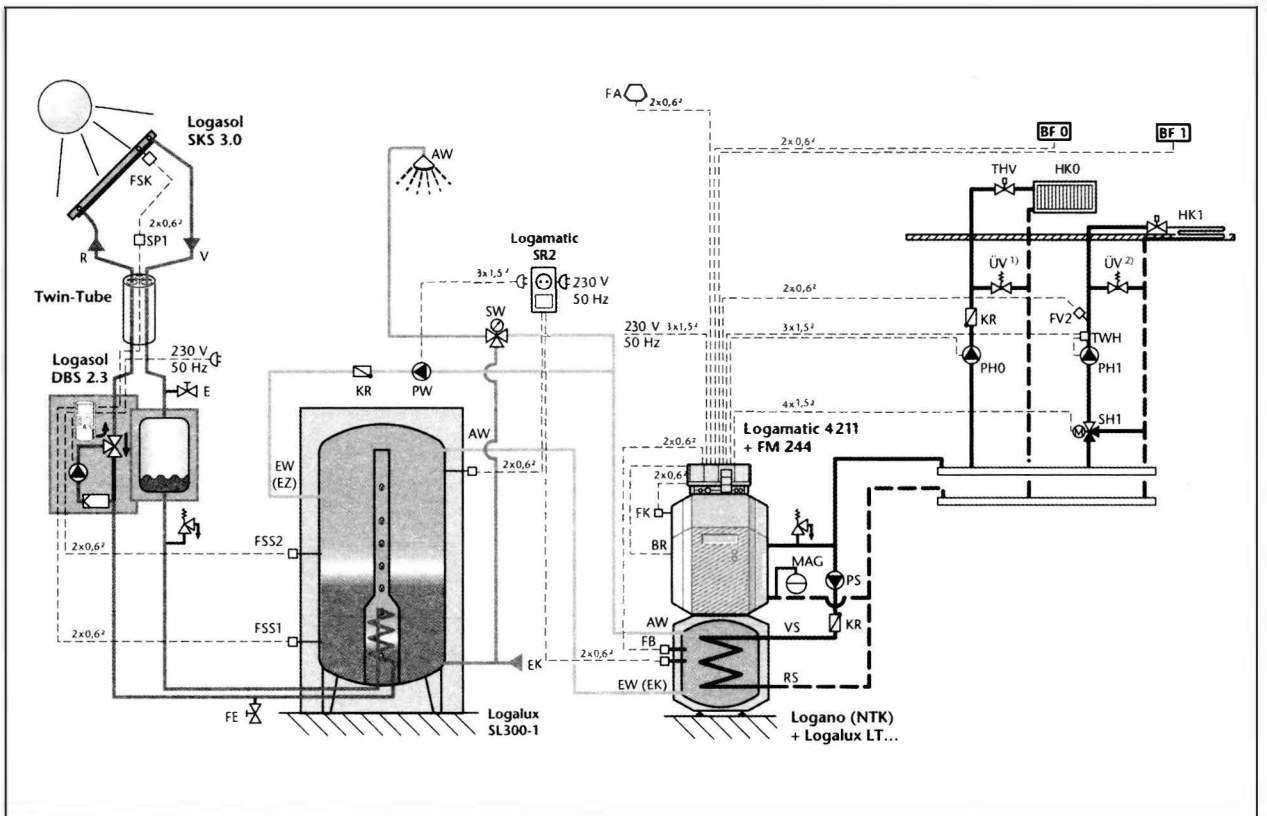 Logasol
SKS 3.0
FSK
2x0,6²
SP1
R
V
Twin-Tube
Logasol
DBS 2.3
230 V
50 Hz
E
AW
Logamatic
SR2
3x1,5²
230 V
50 Hz
SW
KR
PW
AW
EW
(EZ)
2x0,6²
FSS2
2x0,6²
FSS1
2x0,6²
EK
FE
Logalux
SL300-1
FA
2x0,6²
BF 0
BF 1
2x0,6²
THV
HK0
HK1
ÜV 1)
ÜV 2)
2x0,6²
FV2
230 V 3x1,5²
50 Hz
3x1,5²
KR
TWH
PH0
PH1
4x1,5²
M
SH1
Logamatic 4211
+ FM 244
2x0,6²
2x0,6²
FK
BR
MAG
PS
KR
AW
VS
FB
2x0,6²
EW (EK)
RS
Logano (NTK)
+ Logalux LT...